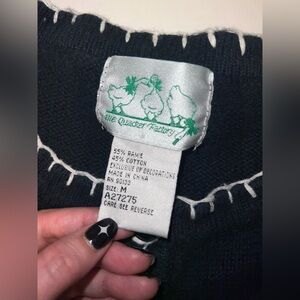 The Quacker Factory
55% RAMIE
45% COTTON
EXCLUSIVE OF DECORATIONS
MADE IN CHINA
RN 90133
SIZE: M
A27275
CARE SEE REVERSE